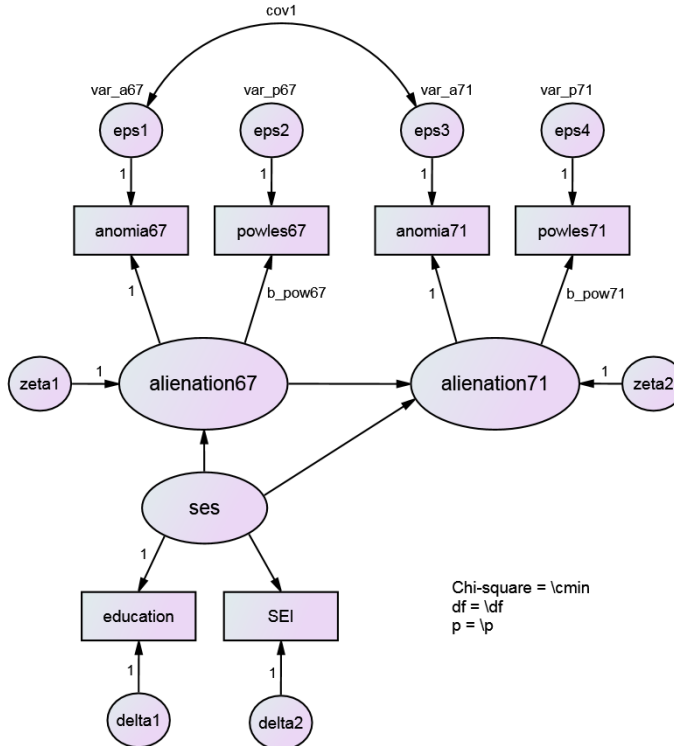 cov1
var_a67
var_p67
var_a71
var_p71
eps1
eps2
eps3
eps4
1
1
1
1
anomia67
powles67
anomia71
powles71
1
b_pow67
1
b_pow71
zeta1
1
alienation67
alienation71
1
zeta2
ses
1
Chi-square = \cmin
df = \df
p = \p
education
SEI
1
1
delta1
delta2